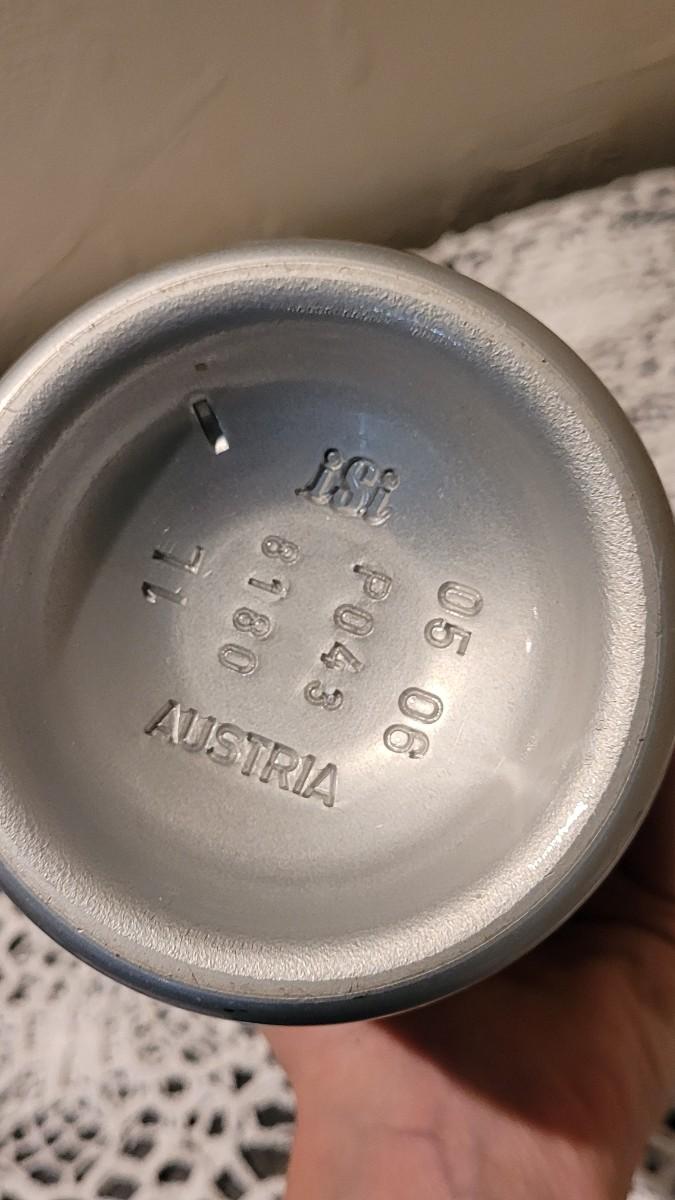 iSi
1L
8180
P043
05 06
AUSTRIA